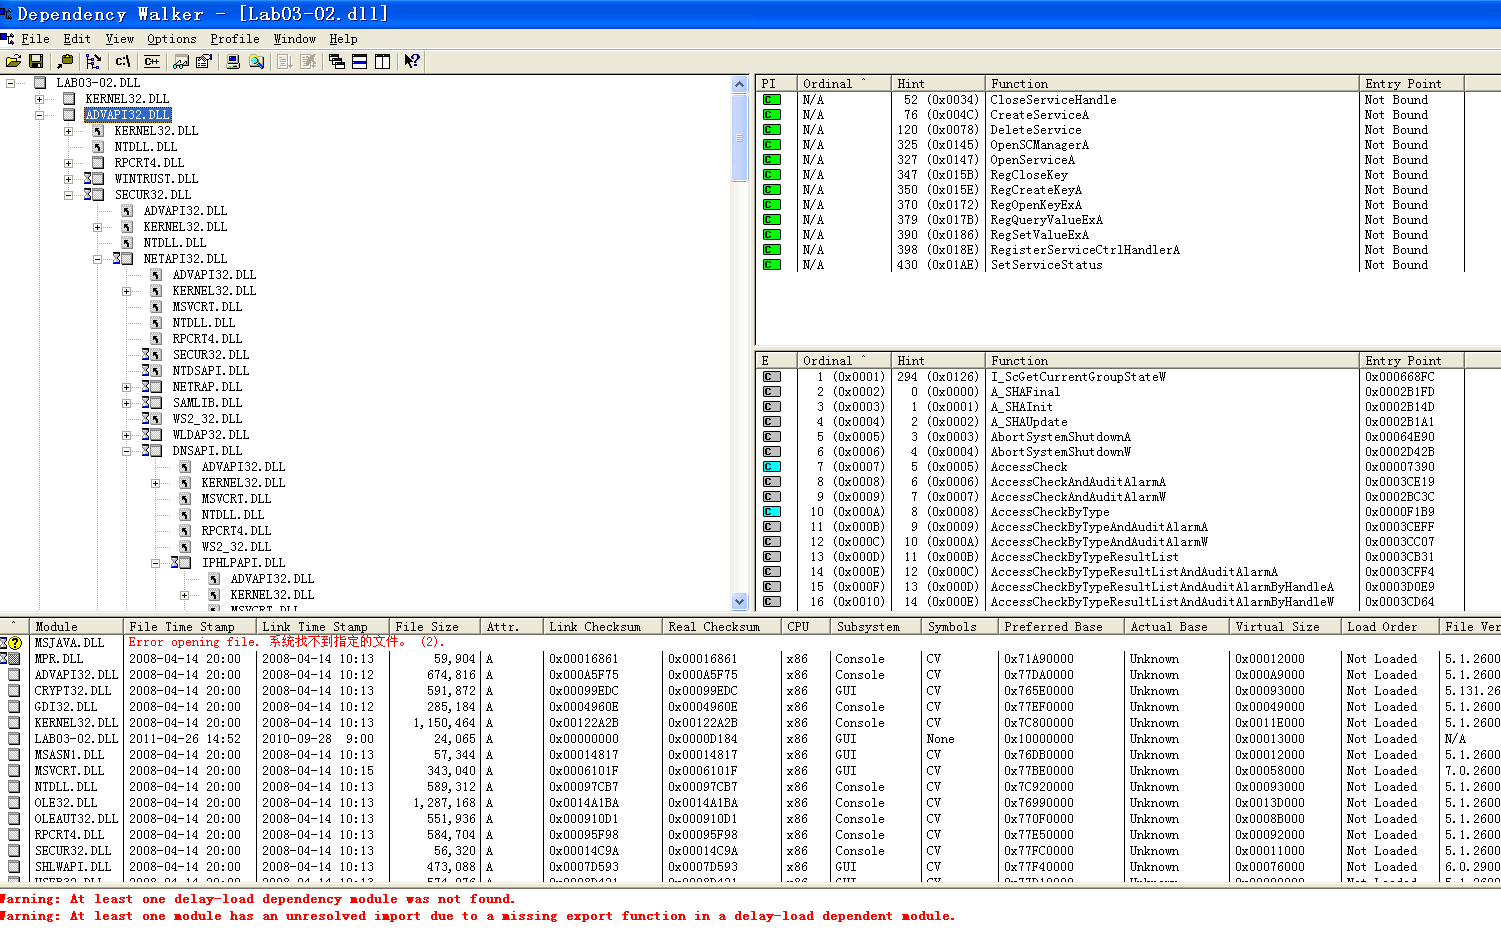 Dependency Walker - [Lab03-02.dll]
File Edit View Options Profile Window Help
c:\ C++
LAB03-02.DLL
KERNEL32.DLL
ADVAPI32.DLL
KERNEL32.DLL
NTDLL.DLL
RPCRT4.DLL
WINTRUST.DLL
SECUR32.DLL
ADVAPI32.DLL
KERNEL32.DLL
NTDLL.DLL
NETAPI32.DLL
ADVAPI32.DLL
KERNEL32.DLL
MSVCRT.DLL
NTDLL.DLL
RPCRT4.DLL
SECUR32.DLL
NTDSAPI.DLL
NETRAP.DLL
SAMLIB.DLL
WS2_32.DLL
WLDAP32.DLL
DNSAPI.DLL
ADVAPI32.DLL
KERNEL32.DLL
MSVCRT.DLL
NTDLL.DLL
RPCRT4.DLL
WS2_32.DLL
IPHLPAPI.DLL
ADVAPI32.DLL
KERNEL32.DLL
MSVCRT.DLL
PI Ordinal ^ Hint Function Entry Point
C N/A 52 (0x0034) CloseServiceHandle Not Bound
C N/A 76 (0x004C) CreateServiceA Not Bound
C N/A 120 (0x0078) DeleteService Not Bound
C N/A 325 (0x0145) OpenSCManagerA Not Bound
C N/A 327 (0x0147) OpenServiceA Not Bound
C N/A 347 (0x015B) RegCloseKey Not Bound
C N/A 350 (0x015E) RegCreateKeyA Not Bound
C N/A 370 (0x0172) RegOpenKeyExA Not Bound
C N/A 379 (0x017B) RegQueryValueExA Not Bound
C N/A 390 (0x0186) RegSetValueExA Not Bound
C N/A 398 (0x018E) RegisterServiceCtrlHandlerA Not Bound
C N/A 430 (0x01AE) SetServiceStatus Not Bound
E Ordinal ^ Hint Function Entry Point
C 1 (0x0001) 294 (0x0126) I_ScGetCurrentGroupStateW 0x000668FC
C 2 (0x0002) 0 (0x0000) A_SHAFinal 0x0002B1FD
C 3 (0x0003) 1 (0x0001) A_SHAInit 0x0002B14D
C 4 (0x0004) 2 (0x0002) A_SHAUpdate 0x0002B1A1
C 5 (0x0005) 3 (0x0003) AbortSystemShutdownA 0x00064E90
C 6 (0x0006) 4 (0x0004) AbortSystemShutdownW 0x0002D42B
C 7 (0x0007) 5 (0x0005) AccessCheck 0x00007390
C 8 (0x0008) 6 (0x0006) AccessCheckAndAuditAlarmA 0x0003CE19
C 9 (0x0009) 7 (0x0007) AccessCheckAndAuditAlarmW 0x0002BC3C
C 10 (0x000A) 8 (0x0008) AccessCheckByType 0x0000F1B9
C 11 (0x000B) 9 (0x0009) AccessCheckByTypeAndAuditAlarmA 0x0003CEFF
C 12 (0x000C) 10 (0x000A) AccessCheckByTypeAndAuditAlarmW 0x0003CC07
C 13 (0x000D) 11 (0x000B) AccessCheckByTypeResultList 0x0003CB31
C 14 (0x000E) 12 (0x000C) AccessCheckByTypeResultListAndAuditAlarmA 0x0003CFF4
C 15 (0x000F) 13 (0x000D) AccessCheckByTypeResultListAndAuditAlarmByHandleA 0x0003D0E9
C 16 (0x0010) 14 (0x000E) AccessCheckByTypeResultListAndAuditAlarmByHandleW 0x0003CD64
^ Module File Time Stamp Link Time Stamp File Size Attr. Link Checksum Real Checksum CPU Subsystem Symbols Preferred Base Actual Base Virtual Size Load Order File Ver
MSJAVA.DLL Error opening file. 系统找不到指定的文件。 (2).
MPR.DLL 2008-04-14 20:00 2008-04-14 10:13 59,904 A 0x00016861 0x00016861 x86 Console CV 0x71A90000 Unknown 0x00012000 Not Loaded 5.1.2600
ADVAPI32.DLL 2008-04-14 20:00 2008-04-14 10:12 674,816 A 0x000A5F75 0x000A5F75 x86 Console CV 0x77DA0000 Unknown 0x000A9000 Not Loaded 5.1.2600
CRYPT32.DLL 2008-04-14 20:00 2008-04-14 10:13 591,872 A 0x00099EDC 0x00099EDC x86 GUI CV 0x765E0000 Unknown 0x00093000 Not Loaded 5.131.26
GDI32.DLL 2008-04-14 20:00 2008-04-14 10:12 285,184 A 0x0004960E 0x0004960E x86 Console CV 0x77EF0000 Unknown 0x00049000 Not Loaded 5.1.2600
KERNEL32.DLL 2008-04-14 20:00 2008-04-14 10:13 1,150,464 A 0x00122A2B 0x00122A2B x86 Console CV 0x7C800000 Unknown 0x0011E000 Not Loaded 5.1.2600
LAB03-02.DLL 2011-04-26 14:52 2010-09-28 9:00 24,065 A 0x00000000 0x0000D184 x86 GUI None 0x10000000 Unknown 0x00013000 Not Loaded N/A
MSASN1.DLL 2008-04-14 20:00 2008-04-14 10:13 57,344 A 0x00014817 0x00014817 x86 GUI CV 0x76DB0000 Unknown 0x00012000 Not Loaded 5.1.2600
MSVCRT.DLL 2008-04-14 20:00 2008-04-14 10:15 343,040 A 0x0006101F 0x0006101F x86 GUI CV 0x77BE0000 Unknown 0x00058000 Not Loaded 7.0.2600
NTDLL.DLL 2008-04-14 20:00 2008-04-14 10:13 589,312 A 0x00097CB7 0x00097CB7 x86 Console CV 0x7C920000 Unknown 0x00093000 Not Loaded 5.1.2600
OLE32.DLL 2008-04-14 20:00 2008-04-14 10:13 1,287,168 A 0x0014A1BA 0x0014A1BA x86 Console CV 0x76990000 Unknown 0x0013D000 Not Loaded 5.1.2600
OLEAUT32.DLL 2008-04-14 20:00 2008-04-14 10:13 551,936 A 0x000910D1 0x000910D1 x86 Console CV 0x770F0000 Unknown 0x0008B000 Not Loaded 5.1.2600
RPCRT4.DLL 2008-04-14 20:00 2008-04-14 10:13 584,704 A 0x00095F98 0x00095F98 x86 Console CV 0x77E50000 Unknown 0x00092000 Not Loaded 5.1.2600
SECUR32.DLL 2008-04-14 20:00 2008-04-14 10:13 56,320 A 0x00014C9A 0x00014C9A x86 Console CV 0x77FC0000 Unknown 0x00011000 Not Loaded 5.1.2600
SHLWAPI.DLL 2008-04-14 20:00 2008-04-14 10:13 473,088 A 0x0007D593 0x0007D593 x86 GUI CV 0x77F40000 Unknown 0x00076000 Not Loaded 6.0.2900
Warning: At least one delay-load dependency module was not found.
Warning: At least one module has an unresolved import due to a missing export function in a delay-load dependent module.